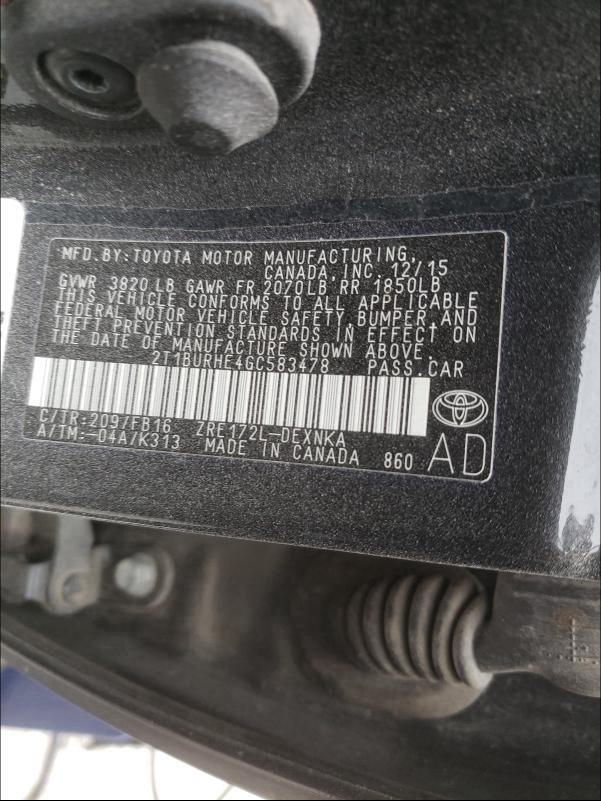 MFD.BY:TOYOTA MOTOR MANUFACTURING,
CANADA, INC. 12/15
GVWR 3820 LB GAWR FR 2070LB RR 1850LB
THIS VEHICLE CONFORMS TO ALL APPLICABLE
FEDERAL MOTOR VEHICLE SAFETY, BUMPER, AND
THEFT PREVENTION STANDARDS IN EFFECT ON
THE DATE OF MANUFACTURE SHOWN ABOVE.
2T1BURHE4GC583478 PASS.CAR
C/TR:209/FB16 ZRE172L-DEXNKA
A/TM:-04A/K313 MADE IN CANADA 860 AD